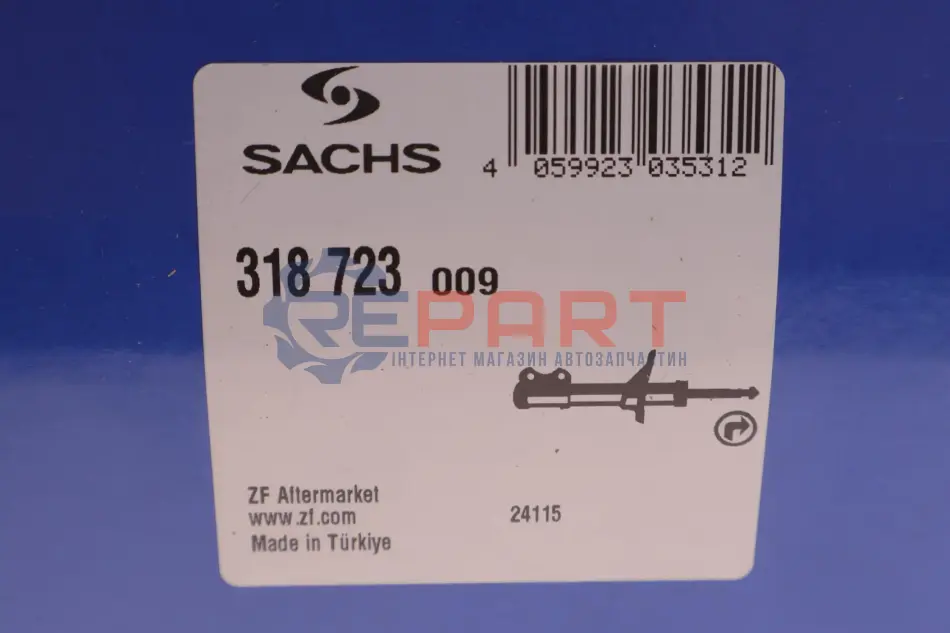 SACHS
4 059923 035312
318 723 009
REPART
ІНТЕРНЕТ МАГАЗИН АВТОЗАПЧАСТИН
ZF Aftermarket
www.zf.com
Made in Türkiye
24115